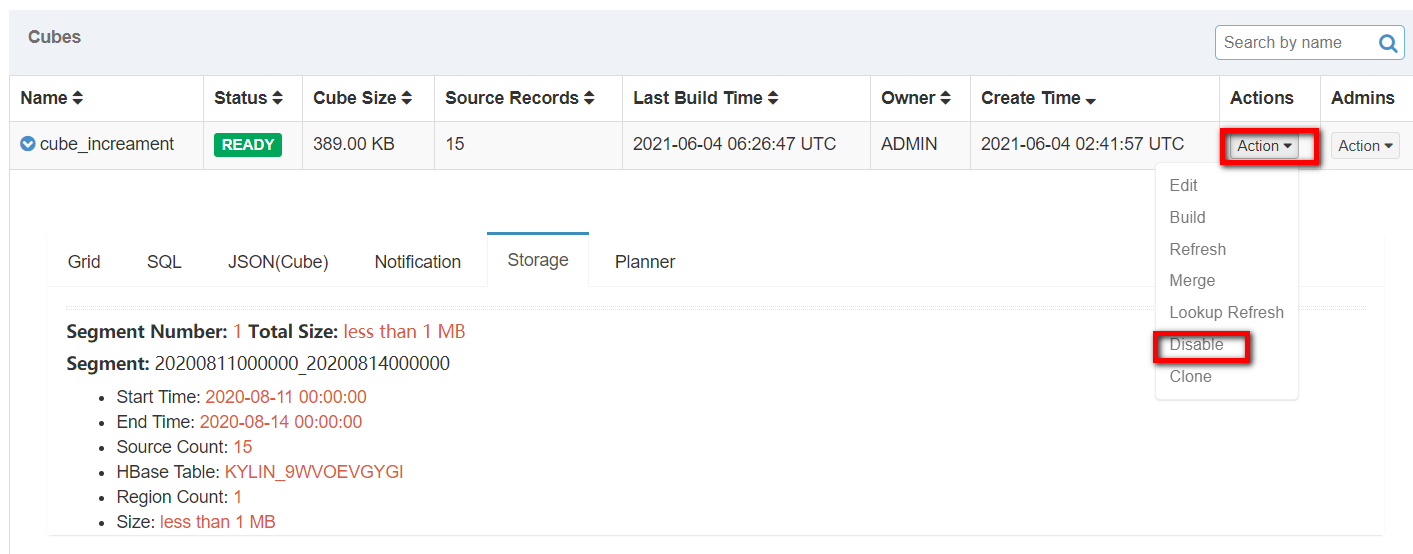 Cubes
Search by name
Name Status Cube Size Source Records Last Build Time Owner Create Time Actions Admins
cube_increament READY 389.00 KB 15 2021-06-04 06:26:47 UTC ADMIN 2021-06-04 02:41:57 UTC Action Action
Edit
Build
Refresh
Merge
Lookup Refresh
Disable
Clone
Grid SQL JSON(Cube) Notification Storage Planner
Segment Number: 1 Total Size: less than 1 MB
Segment: 20200811000000_20200814000000
• Start Time: 2020-08-11 00:00:00
• End Time: 2020-08-14 00:00:00
• Source Count: 15
• HBase Table: KYLIN_9WVOEVGYGI
• Region Count: 1
• Size: less than 1 MB